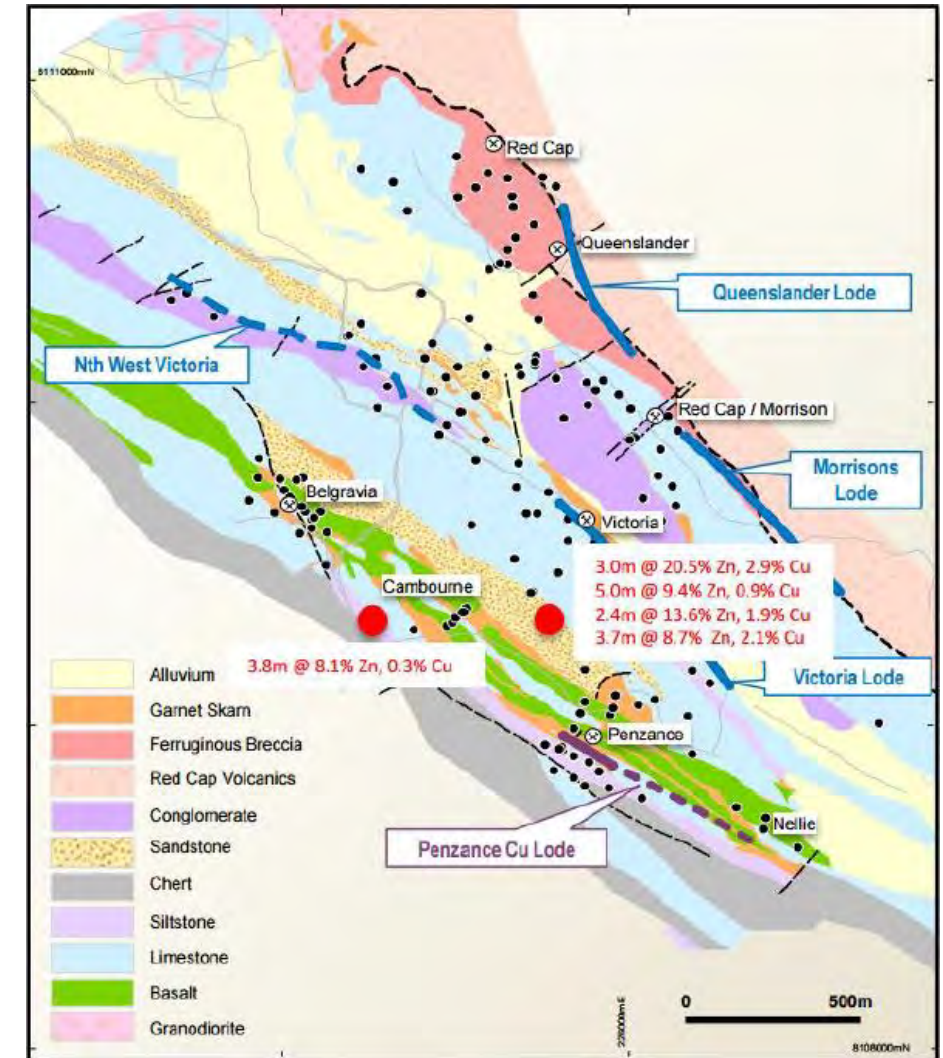 8111000mN
Red Cap
Queenslander
Queenslander Lode
Nth West Victoria
Red Cap / Morrison
Morrisons
Lode
Belgravia
Victoria
3.0m @ 20.5% Zn, 2.9% Cu
5.0m @ 9.4% Zn, 0.9% Cu
2.4m @ 13.6% Zn, 1.9% Cu
3.7m @ 8.7% Zn, 2.1% Cu
Cambourne
3.8m @ 8.1% Zn, 0.3% Cu
Victoria Lode
Penzance
Nellie
Penzance Cu Lode
Alluvium
Garnet Skarn
Ferruginous Breccia
Red Cap Volcanics
Conglomerate
Sandstone
Chert
Siltstone
Limestone
Basalt
Granodiorite
0 500m
226000mE
8108000mN